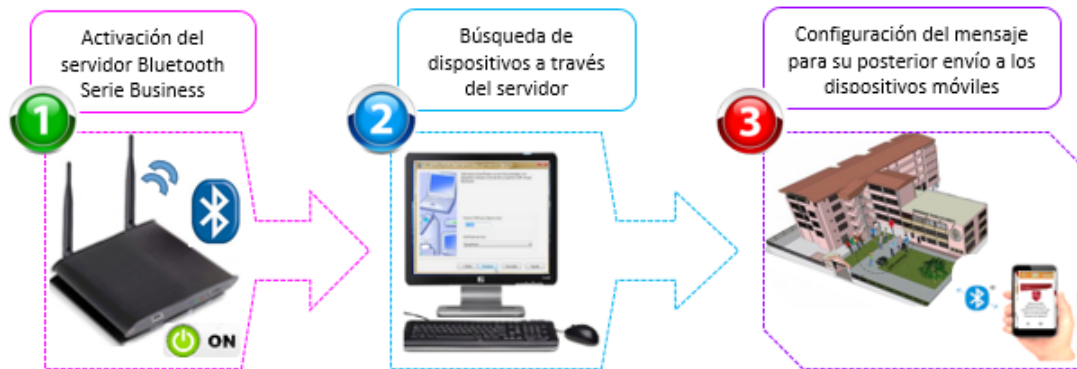 Activación del
servidor Bluetooth
Serie Business
Búsqueda de
dispositivos a través
del servidor
Configuración del mensaje
para su posterior envío a los
dispositivos móviles
1
2
3
ON